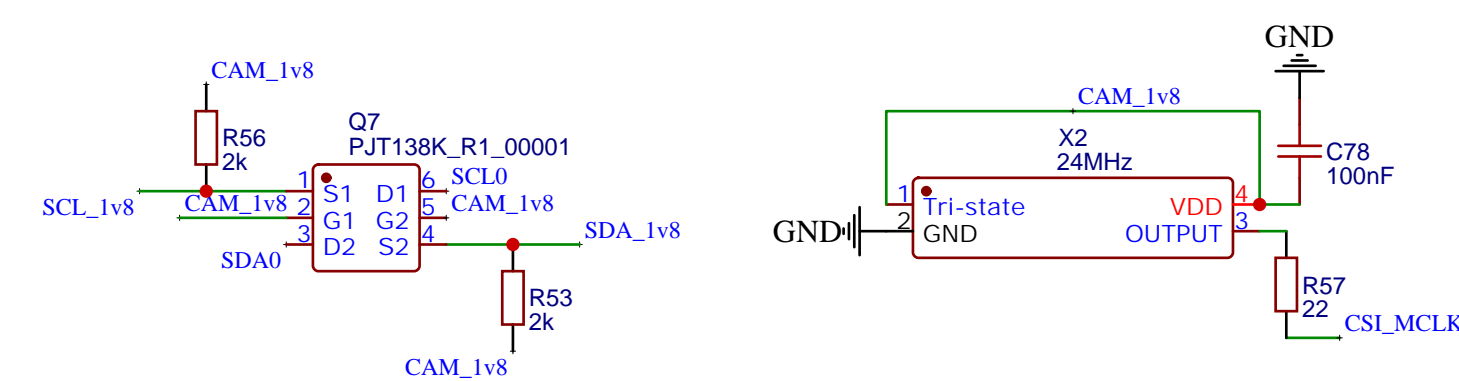 CAM_1v8
R56
2k
Q7
PJT138K_R1_00001
SCL_1v8
CAM_1v8
1
2
3
S1
G1
D2
D1
G2
S2
6
5
4
SCL0
CAM_1v8
SDA0
SDA_1v8
R53
2k
CAM_1v8
GND
CAM_1v8
X2
24MHz
C78
100nF
GND
1
2
Tri-state
GND
VDD
OUTPUT
4
3
R57
22
CSI_MCLK